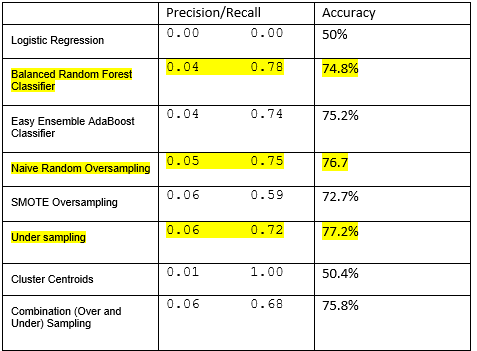 Precision/Recall Accuracy
Logistic Regression 0.00 0.00 50%
Balanced Random Forest 0.04 0.78 74.8%
Classifier
Easy Ensemble AdaBoost 0.04 0.74 75.2%
Classifier
Naive Random Oversampling 0.05 0.75 76.7
SMOTE Oversampling 0.06 0.59 72.7%
Under sampling 0.06 0.72 77.2%
Cluster Centroids 0.01 1.00 50.4%
Combination (Over and 0.06 0.68 75.8%
Under) Sampling